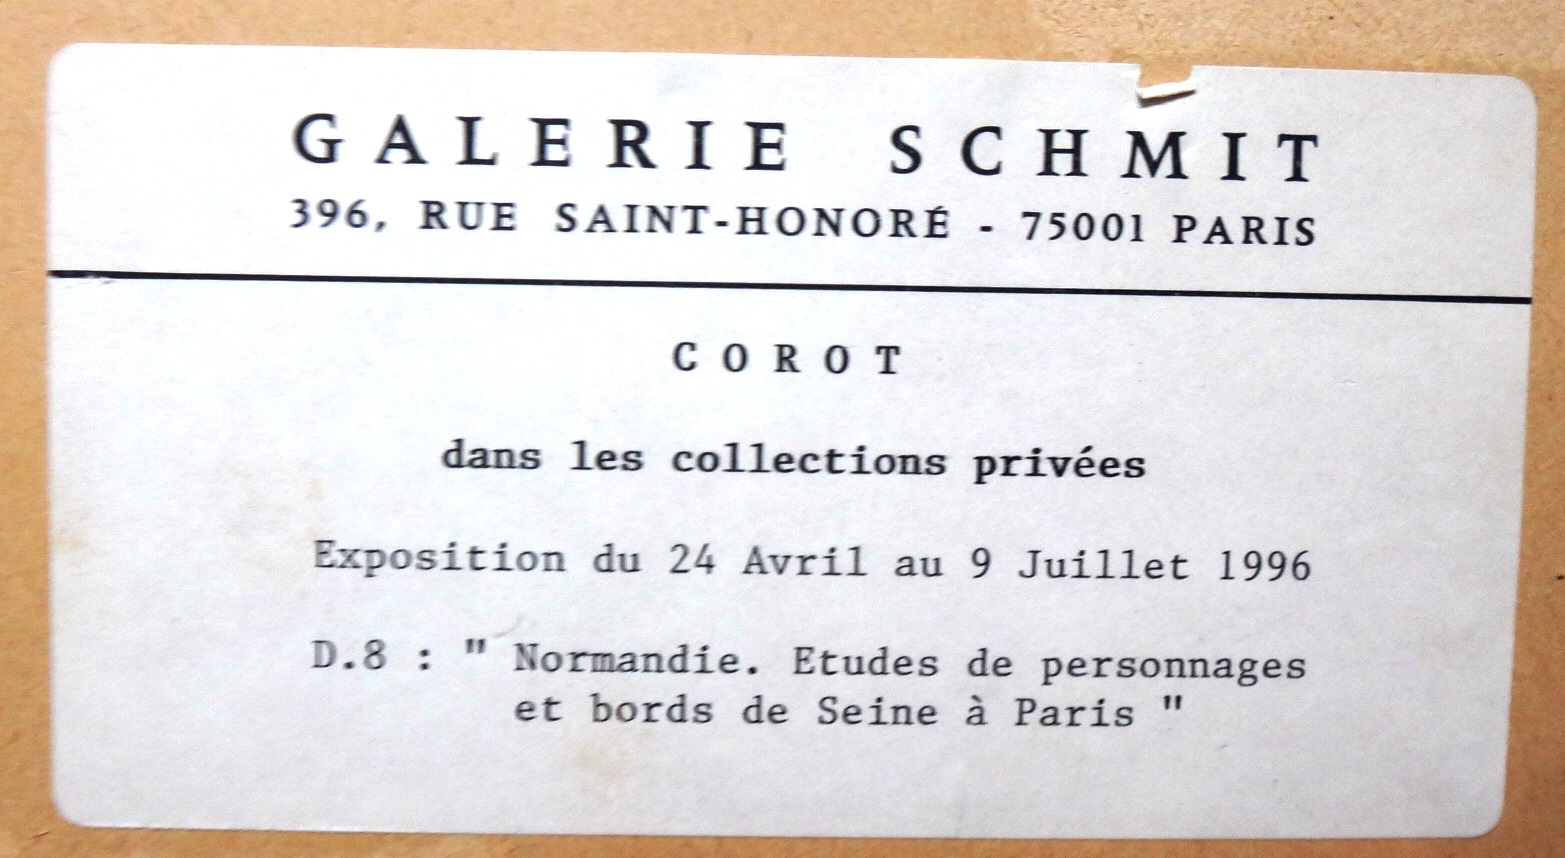 GALERIE SCHMIT
396, RUE SAINT-HONORÉ - 75001 PARIS
COROT
dans les collections privées
Exposition du 24 Avril au 9 Juillet 1996
D.8 : " Normandie. Etudes de personnages
et bords de Seine à Paris "